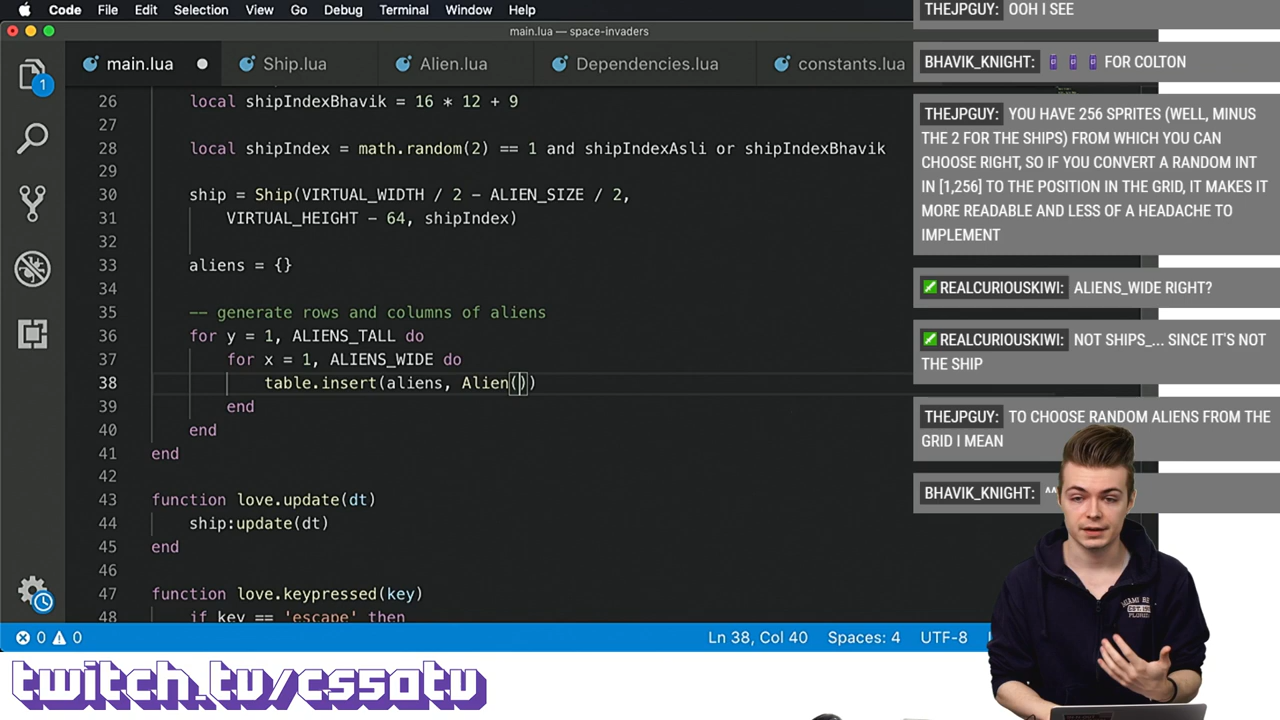 Code File Edit Selection View Go Debug Terminal Window Help
main.lua — space-invaders
main.lua Ship.lua Alien.lua Dependencies.lua constants.lua
1
26 local shipIndexBhavik = 16 * 12 + 9
27
28 local shipIndex = math.random(2) == 1 and shipIndexAsli or shipIndexBhavik
29
30 ship = Ship(VIRTUAL_WIDTH / 2 - ALIEN_SIZE / 2,
31 VIRTUAL_HEIGHT - 64, shipIndex)
32
33 aliens = {}
34
35 -- generate rows and columns of aliens
36 for y = 1, ALIENS_TALL do
37 for x = 1, ALIENS_WIDE do
38 table.insert(aliens, Alien())
39 end
40 end
41 end
42
43 function love.update(dt)
44 ship:update(dt)
45 end
46
47 function love.keypressed(key)
48 if key == 'escape' then
0 0 Ln 38, Col 40 Spaces: 4 UTF-8
twitch.tv/cs50tv
THEJPGUY: OOH I SEE
BHAVIK_KNIGHT: FOR COLTON
THEJPGUY: YOU HAVE 256 SPRITES (WELL, MINUS
THE 2 FOR THE SHIPS) FROM WHICH YOU CAN
CHOOSE RIGHT, SO IF YOU CONVERT A RANDOM INT
IN [1,256] TO THE POSITION IN THE GRID, IT MAKES IT
MORE READABLE AND LESS OF A HEADACHE TO
IMPLEMENT
REALCURIOUSKIWI: ALIENS_WIDE RIGHT?
REALCURIOUSKIWI: NOT SHIPS_... SINCE IT'S NOT
THE SHIP
THEJPGUY: TO CHOOSE RANDOM ALIENS FROM THE
GRID I MEAN
BHAVIK_KNIGHT: ^^